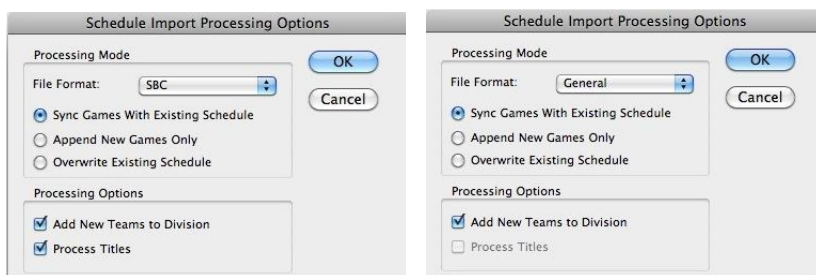 Schedule Import Processing Options
Processing Mode
OK
File Format: SBC
Cancel
Sync Games With Existing Schedule
Append New Games Only
Overwrite Existing Schedule
Processing Options
Add New Teams to Division
Process Titles
Schedule Import Processing Options
Processing Mode
OK
File Format: General
Cancel
Sync Games With Existing Schedule
Append New Games Only
Overwrite Existing Schedule
Processing Options
Add New Teams to Division
Process Titles